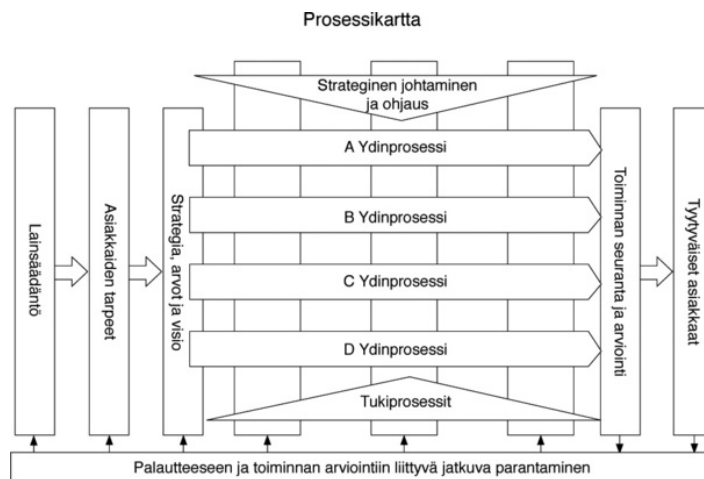 Prosessikartta
Strateginen johtaminen
ja ohjaus
Lainsäädäntö
Asiakkaiden tarpeet
Strategia, arvot ja visio
A Ydinprosessi
B Ydinprosessi
C Ydinprosessi
D Ydinprosessi
Tukiprosessit
Toiminnan seuranta ja arviointi
Tyytyväiset asiakkaat
Palautteeseen ja toiminnan arviointiin liittyvä jatkuva parantaminen